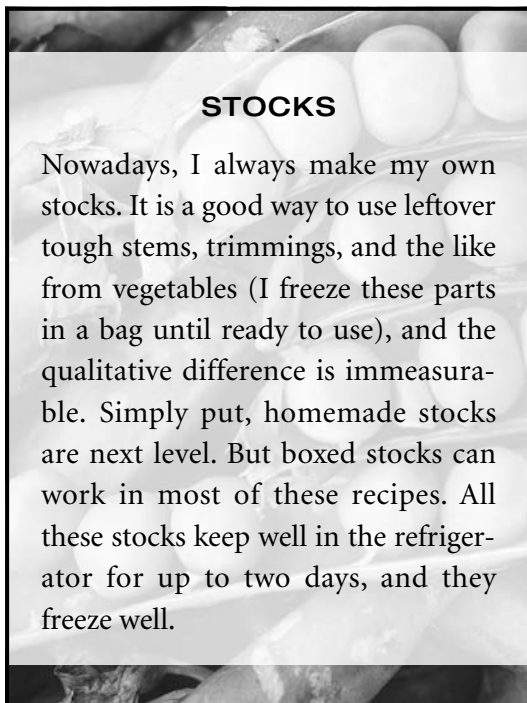 STOCKS
Nowadays, I always make my own
stocks. It is a good way to use leftover
tough stems, trimmings, and the like
from vegetables (I freeze these parts
in a bag until ready to use), and the
qualitative difference is immeasura-
ble. Simply put, homemade stocks
are next level. But boxed stocks can
work in most of these recipes. All
these stocks keep well in the refriger-
ator for up to two days, and they
freeze well.